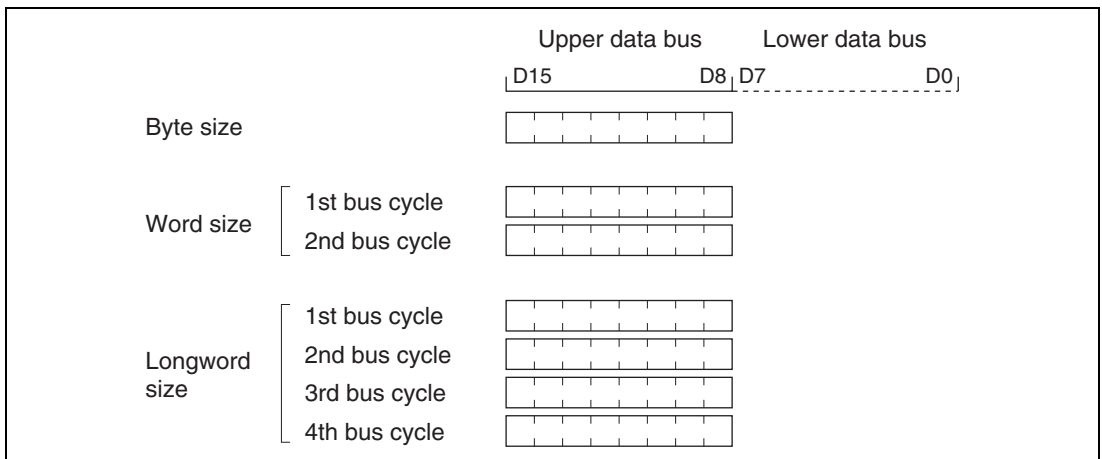 Upper data bus Lower data bus
D15 D8 D7 D0
Byte size
Word size
1st bus cycle
2nd bus cycle
Longword
size
1st bus cycle
2nd bus cycle
3rd bus cycle
4th bus cycle